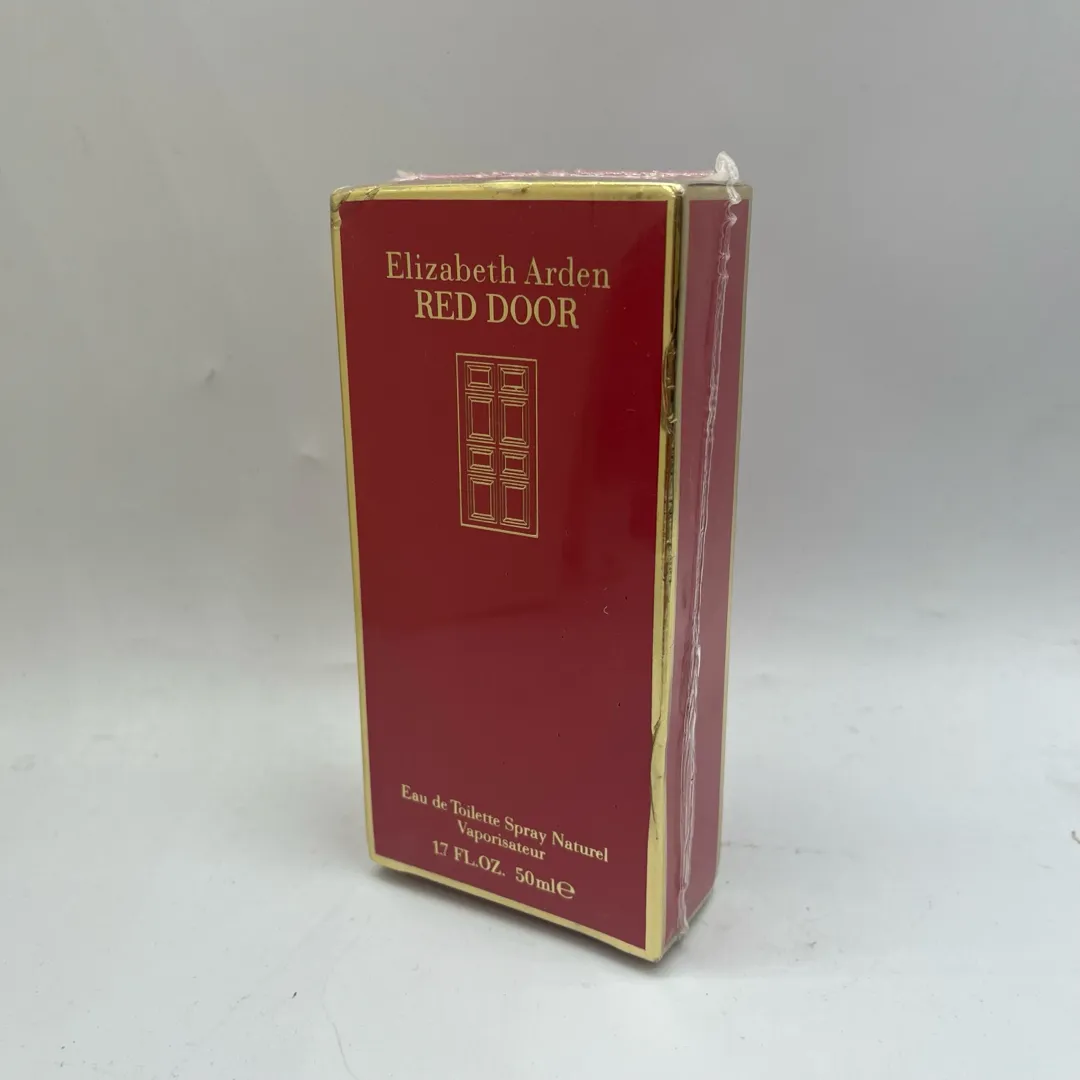 Elizabeth Arden
RED DOOR
Eau de Toilette Spray Naturel
Vaporisateur
1.7 FL.OZ. 50ml℮